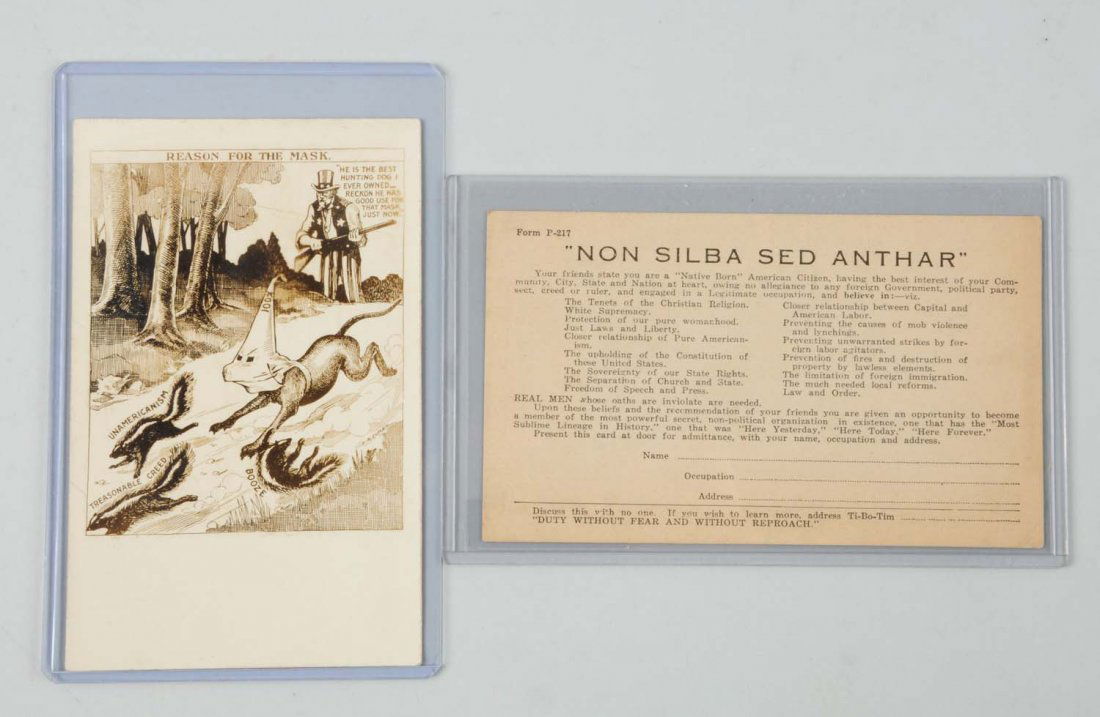 REASON FOR THE MASK.
"HE IS THE BEST
HUNTING DOG I
EVER OWNED—
RECKON HE HAS
GOOD USE FOR
THAT MASK
JUST NOW."
UNAMERICANISM
TREASONABLE CREED
BOOZE
Form P-217
"NON SILBA SED ANTHAR"
Your friends state you are a "Native Born" American Citizen, having the best interest of your Com-
munity, City, State and Nation at heart, owing no allegiance to any foreign Government, political party,
sect, creed or ruler, and engaged in a Legitimate occupation, and believe in:—viz.
The Tenets of the Christian Religion.
White Supremacy.
Protection of our pure womanhood.
Just Laws and Liberty.
Closer relationship of Pure American-
ism.
The upholding of the Constitution of
these United States.
The Sovereignty of our State Rights.
The Separation of Church and State.
Freedom of Speech and Press.
Closer relationship between Capital and
American Labor.
Preventing the causes of mob violence
and lynchings.
Preventing unwarranted strikes by for-
eign labor agitators.
Prevention of fires and destruction of
property by lawless elements.
The limitation of foreign immigration.
The much needed local reforms.
Law and Order.
REAL MEN whose oaths are inviolate are needed.
Upon these beliefs and the recommendation of your friends you are given an opportunity to become
a member of the most powerful secret, non-political organization in existence, one that has the "Most
Sublime Lineage in History," one that was "Here Yesterday," "Here Today," "Here Forever."
Present this card at door for admittance, with your name, occupation and address.
Name
Occupation
Address
Discuss this with no one. If you wish to learn more, address Ti-Bo-Tim
"DUTY WITHOUT FEAR AND WITHOUT REPROACH."